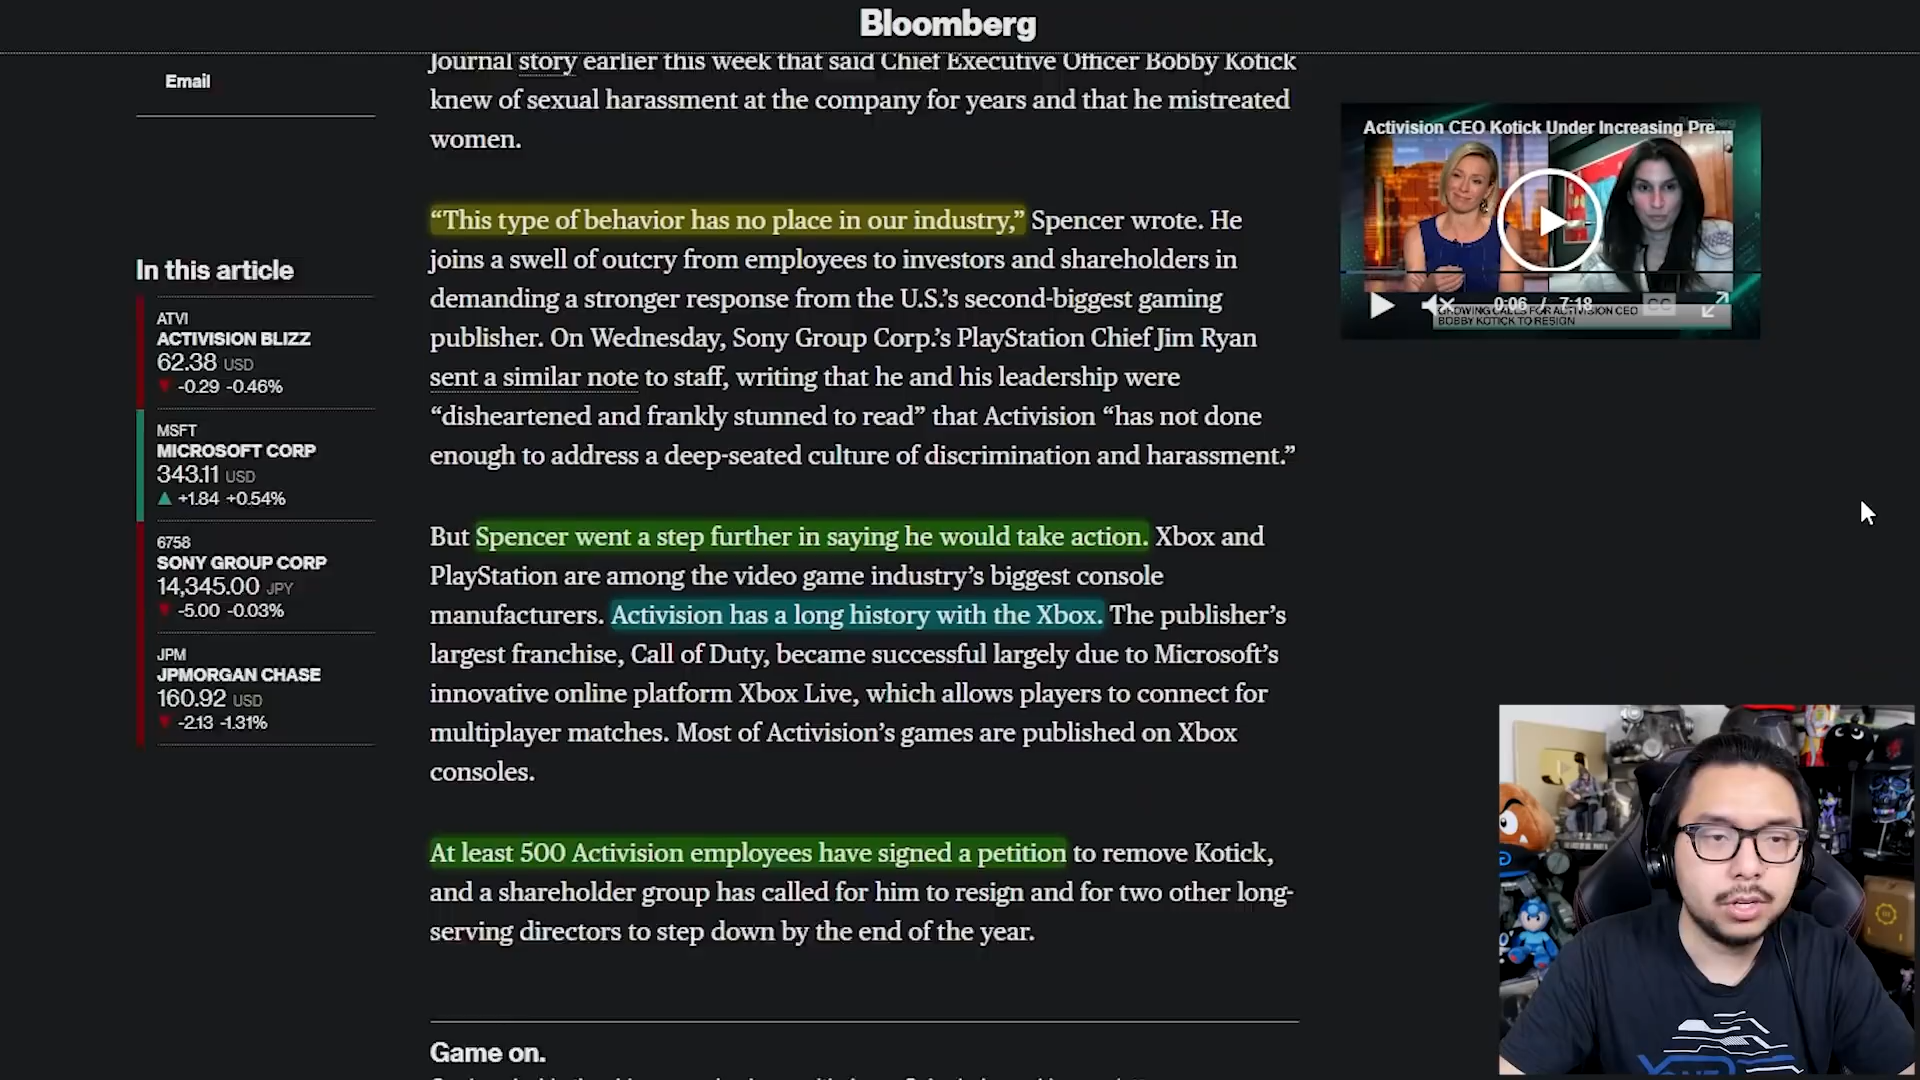 Bloomberg
Email
In this article
ATVI
ACTIVISION BLIZZ
62.38 USD
-0.29 -0.46%
MSFT
MICROSOFT CORP
343.11 USD
+1.84 +0.54%
6758
SONY GROUP CORP
14,345.00 JPY
-5.00 -0.03%
JPM
JPMORGAN CHASE
160.92 USD
-2.13 -1.31%
Journal story earlier this week that said Chief Executive Officer Bobby Kotick
knew of sexual harassment at the company for years and that he mistreated
women.
“This type of behavior has no place in our industry,” Spencer wrote. He
joins a swell of outcry from employees to investors and shareholders in
demanding a stronger response from the U.S.’s second-biggest gaming
publisher. On Wednesday, Sony Group Corp.’s PlayStation Chief Jim Ryan
sent a similar note to staff, writing that he and his leadership were
“disheartened and frankly stunned to read” that Activision “has not done
enough to address a deep-seated culture of discrimination and harassment.”
But Spencer went a step further in saying he would take action. Xbox and
PlayStation are among the video game industry’s biggest console
manufacturers. Activision has a long history with the Xbox. The publisher’s
largest franchise, Call of Duty, became successful largely due to Microsoft’s
innovative online platform Xbox Live, which allows players to connect for
multiplayer matches. Most of Activision’s games are published on Xbox
consoles.
At least 500 Activision employees have signed a petition to remove Kotick,
and a shareholder group has called for him to resign and for two other long-
serving directors to step down by the end of the year.
Game on.
Activision CEO Kotick Under Increasing Pre...
0:06 / 7:18
CC
GROWING CALLS FOR ACTIVISION CEO
BOBBY KOTICK TO RESIGN